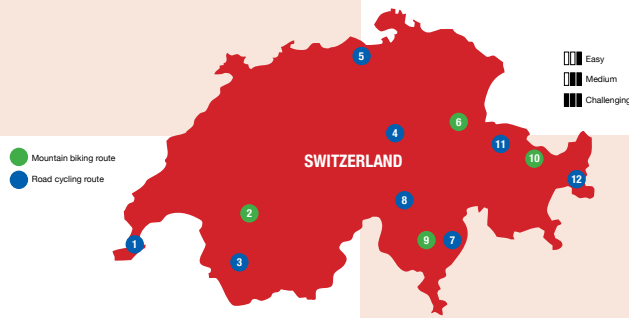 5
Easy
Medium
Challenging
6
4
11
Mountain biking route
SWITZERLAND
10
Road cycling route
12
8
2
1
9
7
3